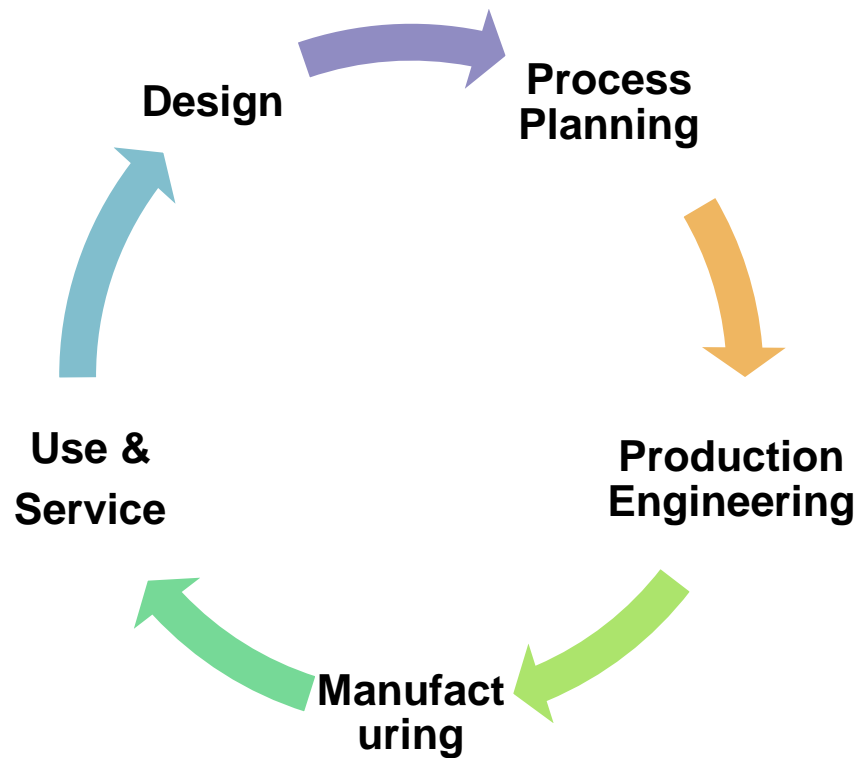 Design
Process
Planning
Production
Engineering
Manufact
uring
Use &
Service